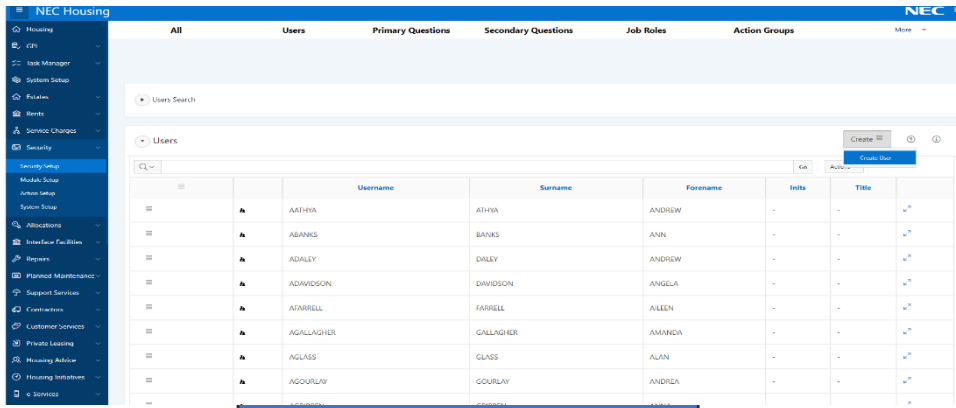 NEC Housing NEC
Housing
GPI
Task Manager
System Setup
Estates
Rents
Service Charges
Security
Security Setup
Module Setup
Action Setup
System Setup
Allocations
Interface Facilities
Repairs
Planned Maintenance
Support Services
Contractors
Customer Services
Private Leasing
Housing Advice
Housing Initiatives
e-Services
All Users Primary Questions Secondary Questions Job Roles Action Groups More
Users Search
Users Create
Create User
Go
Username Surname Forename Inits Title
AATHYA ATHYA ANDREW - -
ABANKS BANKS ANN - -
ADALEY DALEY ANDREW - -
ADAVIDSON DAVIDSON ANGELA - -
AFARRELL FARRELL AILEEN - -
AGALLAGHER GALLAGHER AMANDA - -
AGLASS GLASS ALAN - -
AGOURLAY GOURLAY ANDREA - -